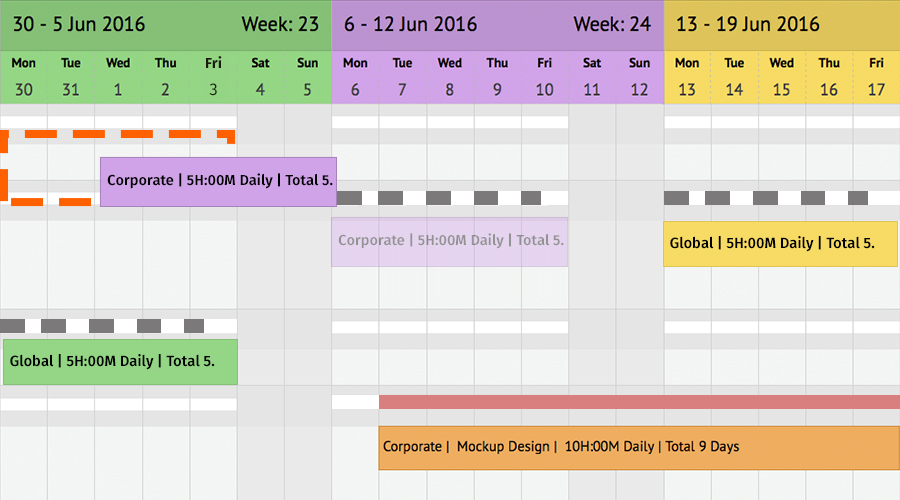 30 - 5 Jun 2016 Week: 23 6 - 12 Jun 2016 Week: 24 13 - 19 Jun 2016
Mon Tue Wed Thu Fri Sat Sun Mon Tue Wed Thu Fri Sat Sun Mon Tue Wed Thu Fri
30 31 1 2 3 4 5 6 7 8 9 10 11 12 13 14 15 16 17
Corporate | 5H:00M Daily | Total 5.
Corporate | 5H:00M Daily | Total 5.
Global | 5H:00M Daily | Total 5.
Global | 5H:00M Daily | Total 5.
Corporate | Mockup Design | 10H:00M Daily | Total 9 Days